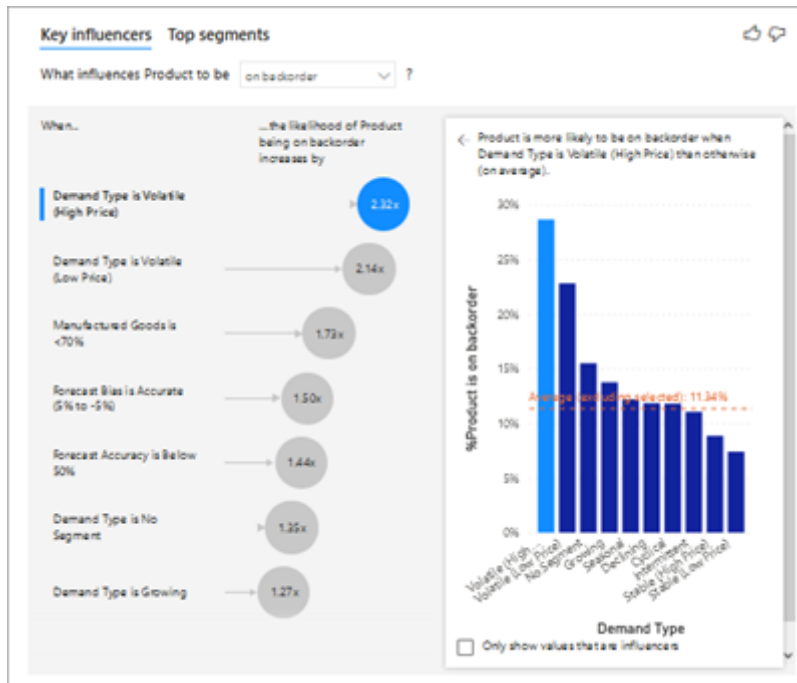 Key influencers Top segments
What influences Product to be on backorder ?
When...
...the likelihood of Product
being on backorder
increases by
Demand Type is Volatile
(High Price)
2.32x
Demand Type is Volatile
(Low Price)
2.14x
Manufactured Goods is
<70%
1.73x
Forecast Bias is Accurate
(5% to -5%)
1.50x
Forecast Accuracy is Below
50%
1.44x
Demand Type is No
Segment
1.35x
Demand Type is Growing
1.27x
Product is more likely to be on backorder when
Demand Type is Volatile (High Price) than otherwise
(on average).
%Product is on backorder
30%
25%
20%
15%
10%
5%
0%
Average (excluding selected): 11.34%
Volatile (High
Volatile (Low Price)
No Segment
Growing
Seasonal
Declining
Cyclical
Intermittent
Stable (High Price)
Stable (Low Price)
Demand Type
Only show values that are influencers